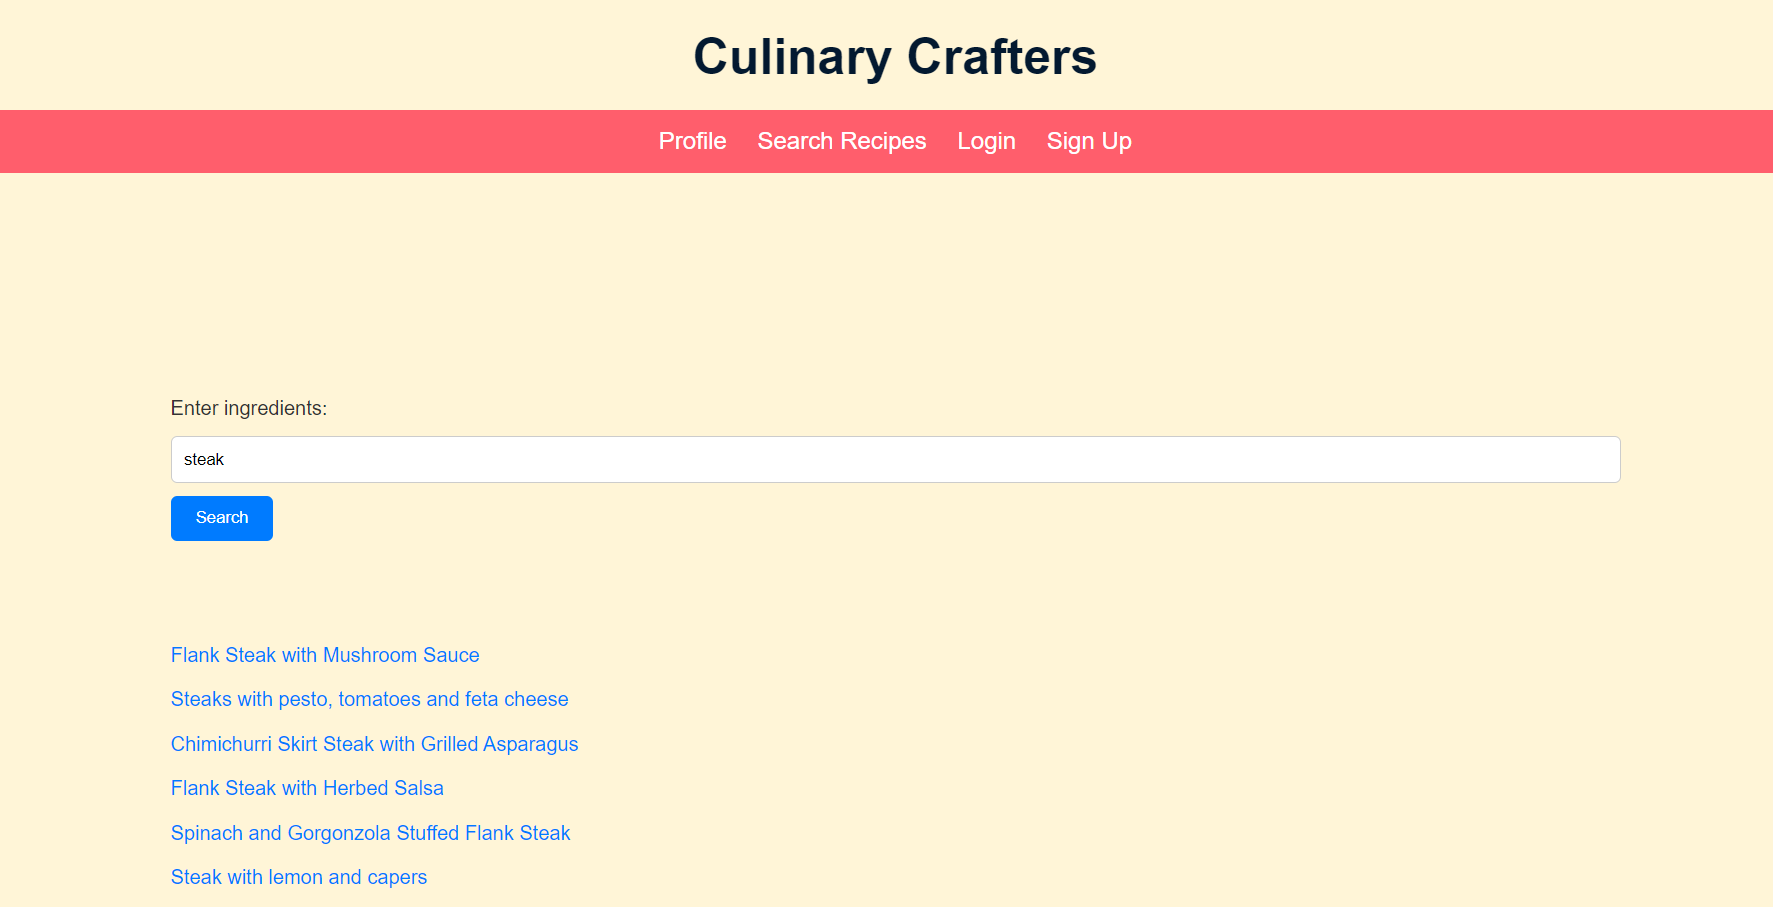 Culinary Crafters
Profile Search Recipes Login Sign Up
Enter ingredients:
steak
Search
Flank Steak with Mushroom Sauce
Steaks with pesto, tomatoes and feta cheese
Chimichurri Skirt Steak with Grilled Asparagus
Flank Steak with Herbed Salsa
Spinach and Gorgonzola Stuffed Flank Steak
Steak with lemon and capers